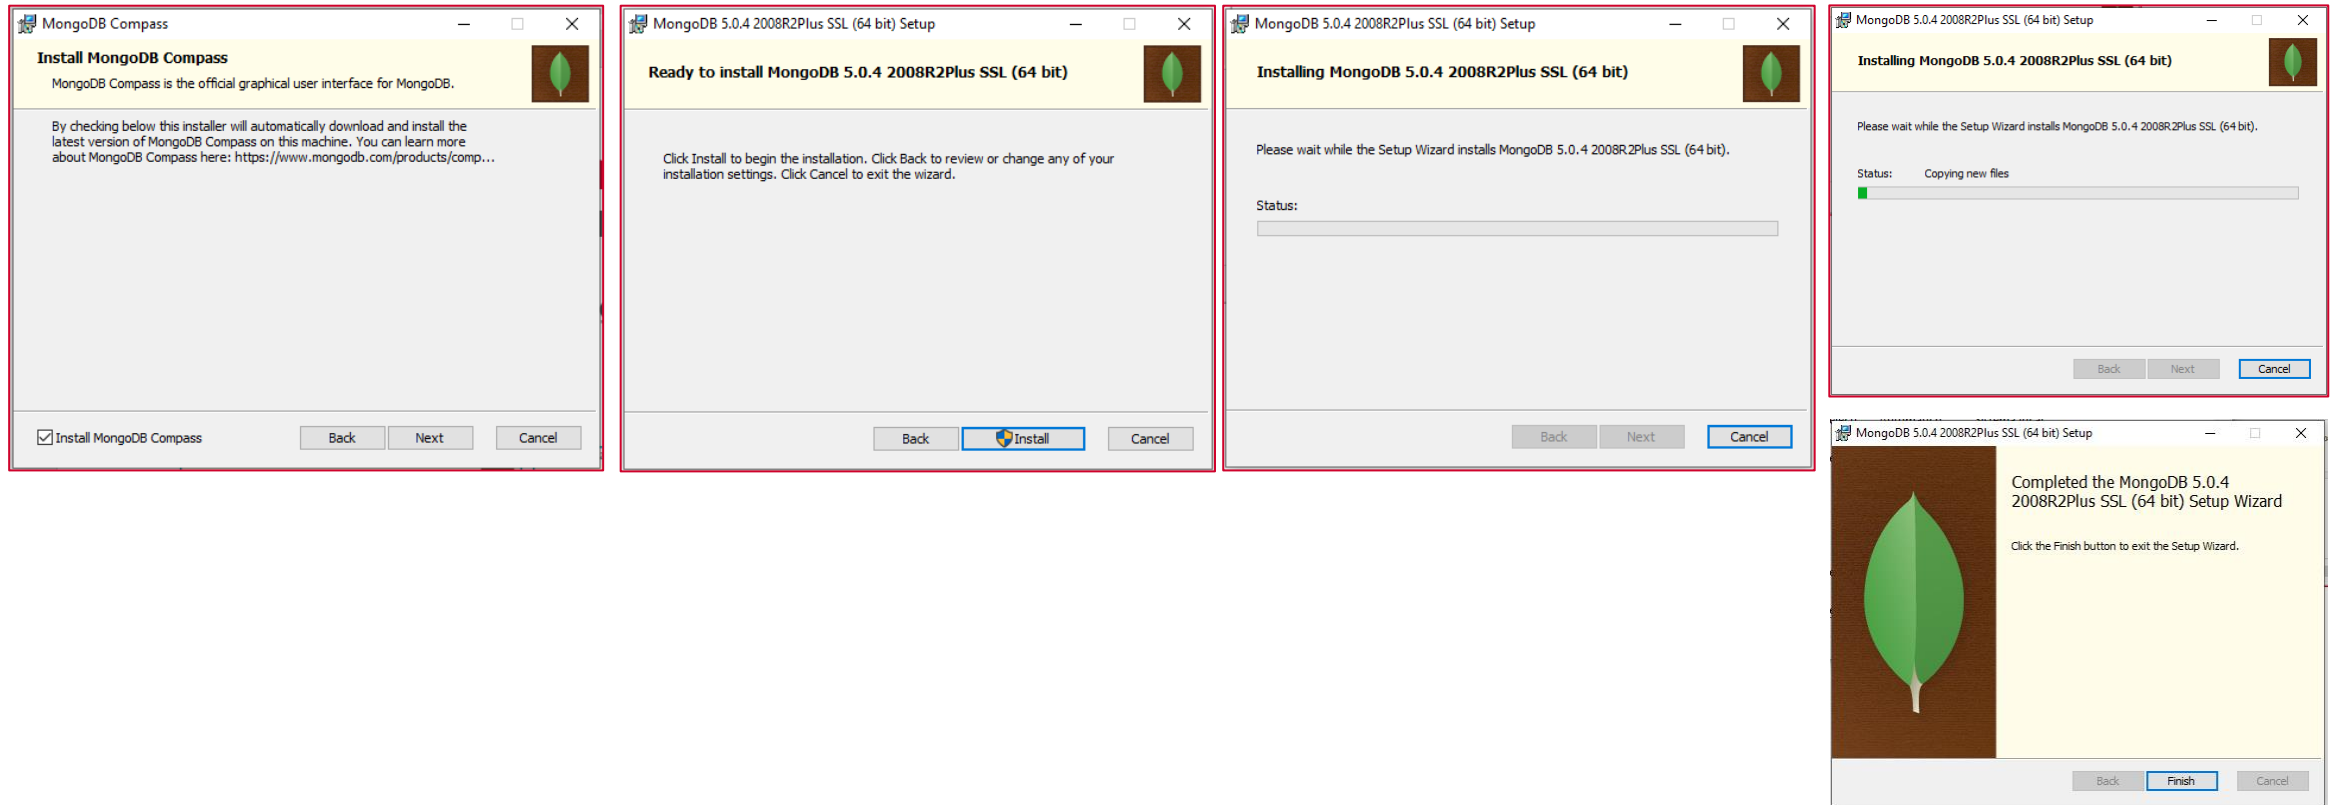 MongoDB Compass
Install MongoDB Compass
MongoDB Compass is the official graphical user interface for MongoDB.
By checking below this installer will automatically download and install the
latest version of MongoDB Compass on this machine. You can learn more
about MongoDB Compass here: https://www.mongodb.com/products/comp...
Install MongoDB Compass
Back
Next
Cancel
MongoDB 5.0.4 2008R2Plus SSL (64 bit) Setup
Ready to install MongoDB 5.0.4 2008R2Plus SSL (64 bit)
Click Install to begin the installation. Click Back to review or change any of your
installation settings. Click Cancel to exit the wizard.
Back
Install
Cancel
MongoDB 5.0.4 2008R2Plus SSL (64 bit) Setup
Installing MongoDB 5.0.4 2008R2Plus SSL (64 bit)
Please wait while the Setup Wizard installs MongoDB 5.0.4 2008R2Plus SSL (64 bit).
Status:
Back
Next
Cancel
MongoDB 5.0.4 2008R2Plus SSL (64 bit) Setup
Installing MongoDB 5.0.4 2008R2Plus SSL (64 bit)
Please wait while the Setup Wizard installs MongoDB 5.0.4 2008R2Plus SSL (64 bit).
Status: Copying new files
Back
Next
Cancel
MongoDB 5.0.4 2008R2Plus SSL (64 bit) Setup
Completed the MongoDB 5.0.4
2008R2Plus SSL (64 bit) Setup Wizard
Click the Finish button to exit the Setup Wizard.
Back
Finish
Cancel